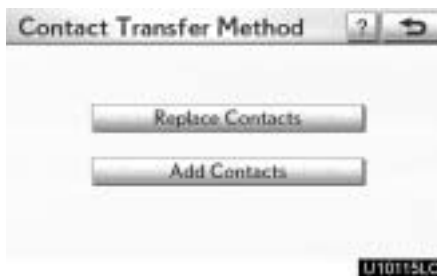 Contact Transfer Method ?
Replace Contacts
Add Contacts
U10115LC